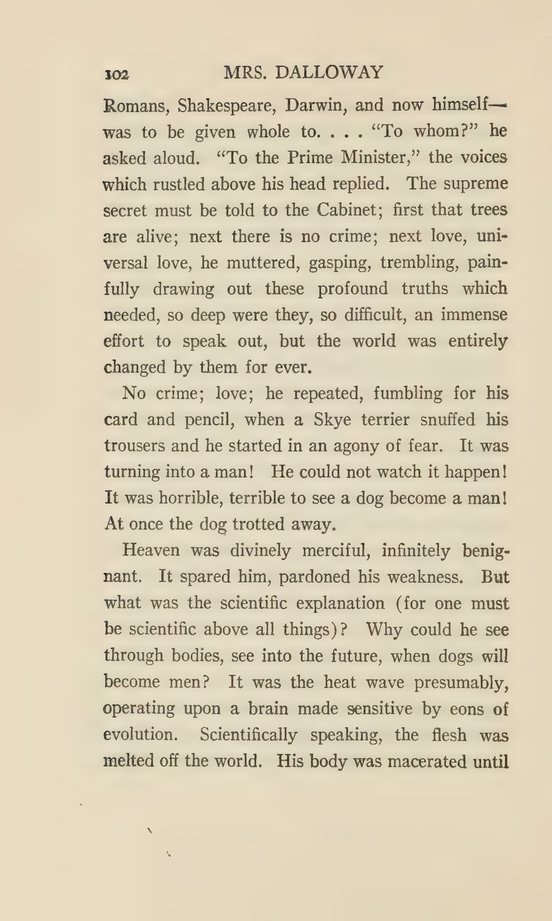 102 MRS. DALLOWAY
Romans, Shakespeare, Darwin, and now himself—
was to be given whole to. . . . “To whom?” he
asked aloud. “To the Prime Minister,” the voices
which rustled above his head replied. The supreme
secret must be told to the Cabinet; first that trees
are alive; next there is no crime; next love, uni-
versal love, he muttered, gasping, trembling, pain-
fully drawing out these profound truths which
needed, so deep were they, so difficult, an immense
effort to speak out, but the world was entirely
changed by them for ever.
No crime; love; he repeated, fumbling for his
card and pencil, when a Skye terrier snuffed his
trousers and he started in an agony of fear. It was
turning into a man! He could not watch it happen!
It was horrible, terrible to see a dog become a man!
At once the dog trotted away.
Heaven was divinely merciful, infinitely benig-
nant. It spared him, pardoned his weakness. But
what was the scientific explanation (for one must
be scientific above all things)? Why could he see
through bodies, see into the future, when dogs will
become men? It was the heat wave presumably,
operating upon a brain made sensitive by eons of
evolution. Scientifically speaking, the flesh was
melted off the world. His body was macerated until